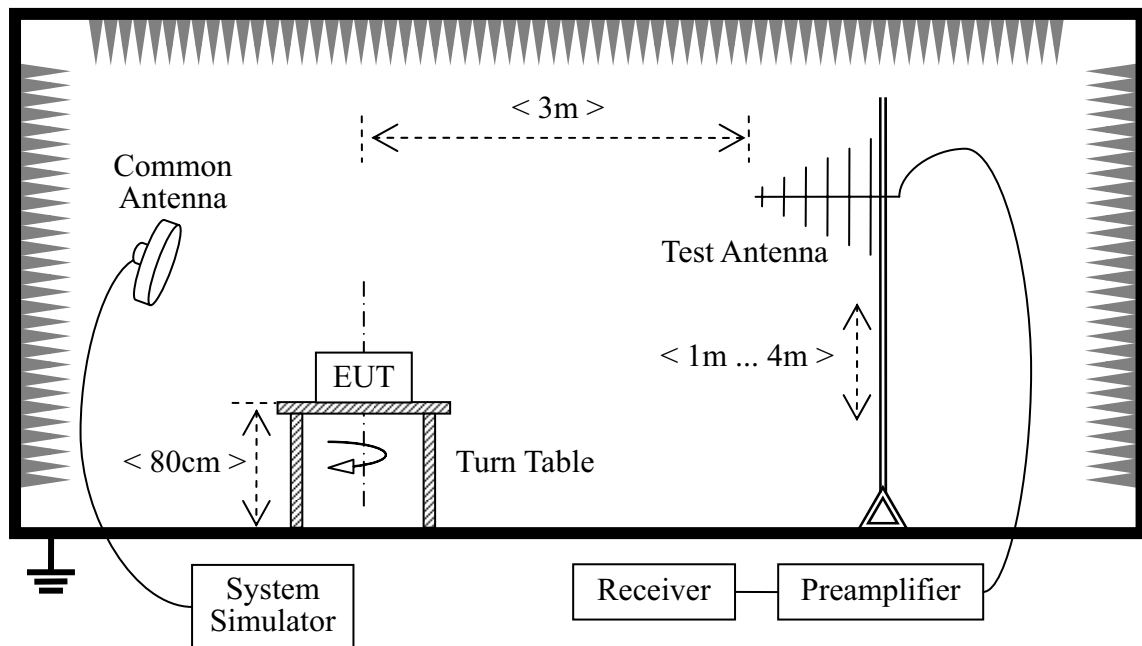 < 3m >
Common
Antenna
Test Antenna
< 1m ... 4m >
EUT
< 80cm >
Turn Table
System
Simulator
Receiver
Preamplifier